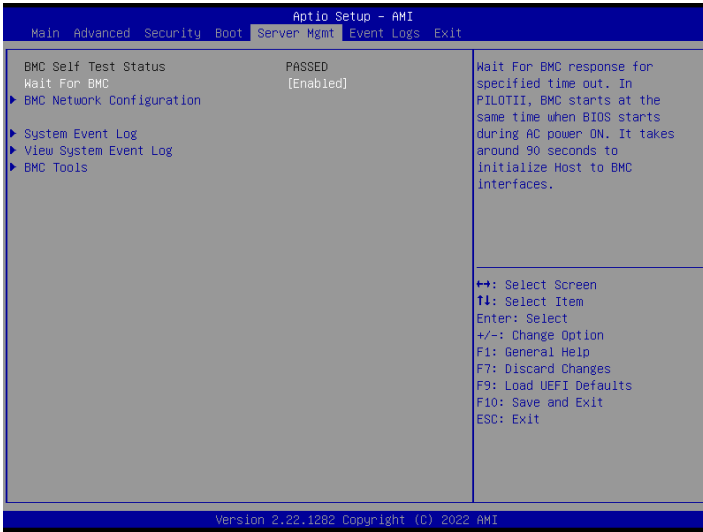 Aptio Setup - AMI
Main Advanced Security Boot Server Mgmt Event Logs Exit
BMC Self Test Status PASSED
Wait For BMC [Enabled]
BMC Network Configuration
System Event Log
View System Event Log
BMC Tools
Wait For BMC response for
specified time out. In
PILOTII, BMC starts at the
same time when BIOS starts
during AC power ON. It takes
around 90 seconds to
initialize Host to BMC
interfaces.
↔: Select Screen
↑↓: Select Item
Enter: Select
+/-: Change Option
F1: General Help
F7: Discard Changes
F9: Load UEFI Defaults
F10: Save and Exit
ESC: Exit
Version 2.22.1282 Copyright (C) 2022 AMI